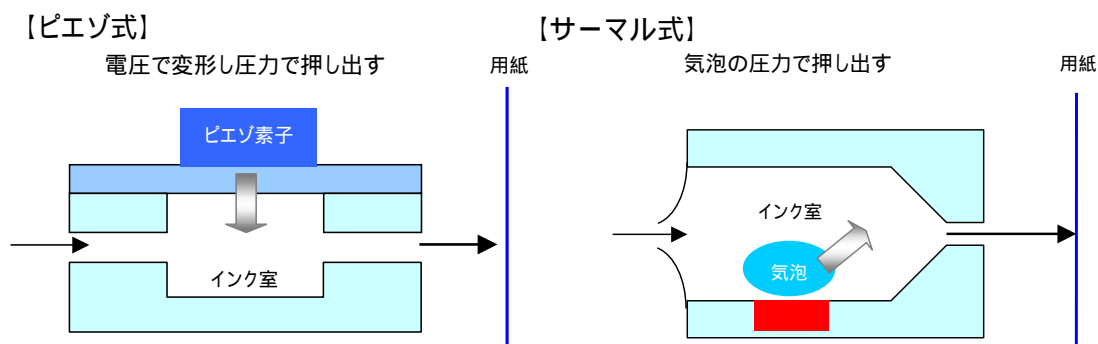 【ピエゾ式】
電圧で変形し圧力で押し出す
用紙
ピエゾ素子
インク室
【サーマル式】
気泡の圧力で押し出す
用紙
インク室
気泡